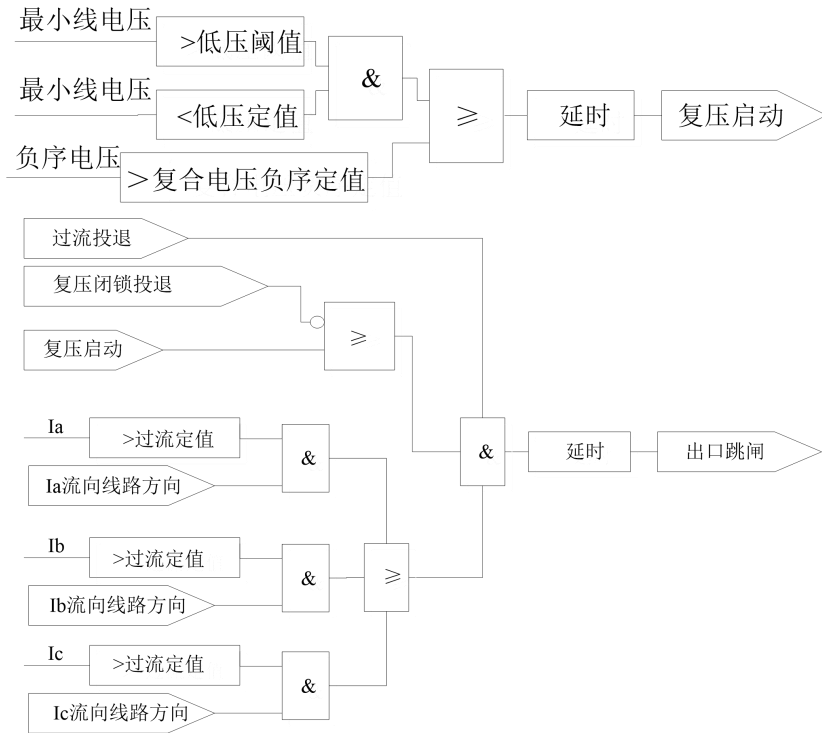 最小线电压
>低压阈值
&
最小线电压
<低压定值
≥
延时
复压启动
负序电压
>复合电压负序定值
过流投退
复压闭锁投退
≥
复压启动
Ia
>过流定值
&
Ia流向线路方向
&
延时
出口跳闸
Ib
>过流定值
&
≥
Ib流向线路方向
Ic
>过流定值
&
Ic流向线路方向